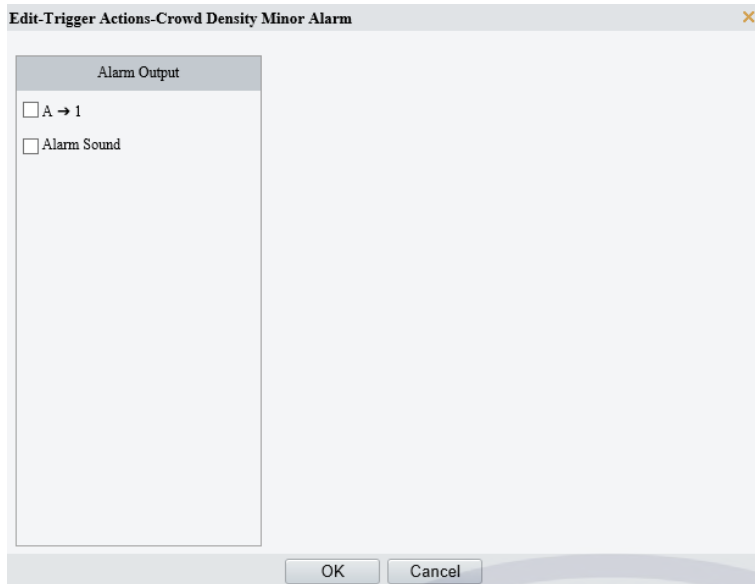 Edit-Trigger Actions-Crowd Density Minor Alarm
Alarm Output
A ➔ 1
Alarm Sound
OK Cancel